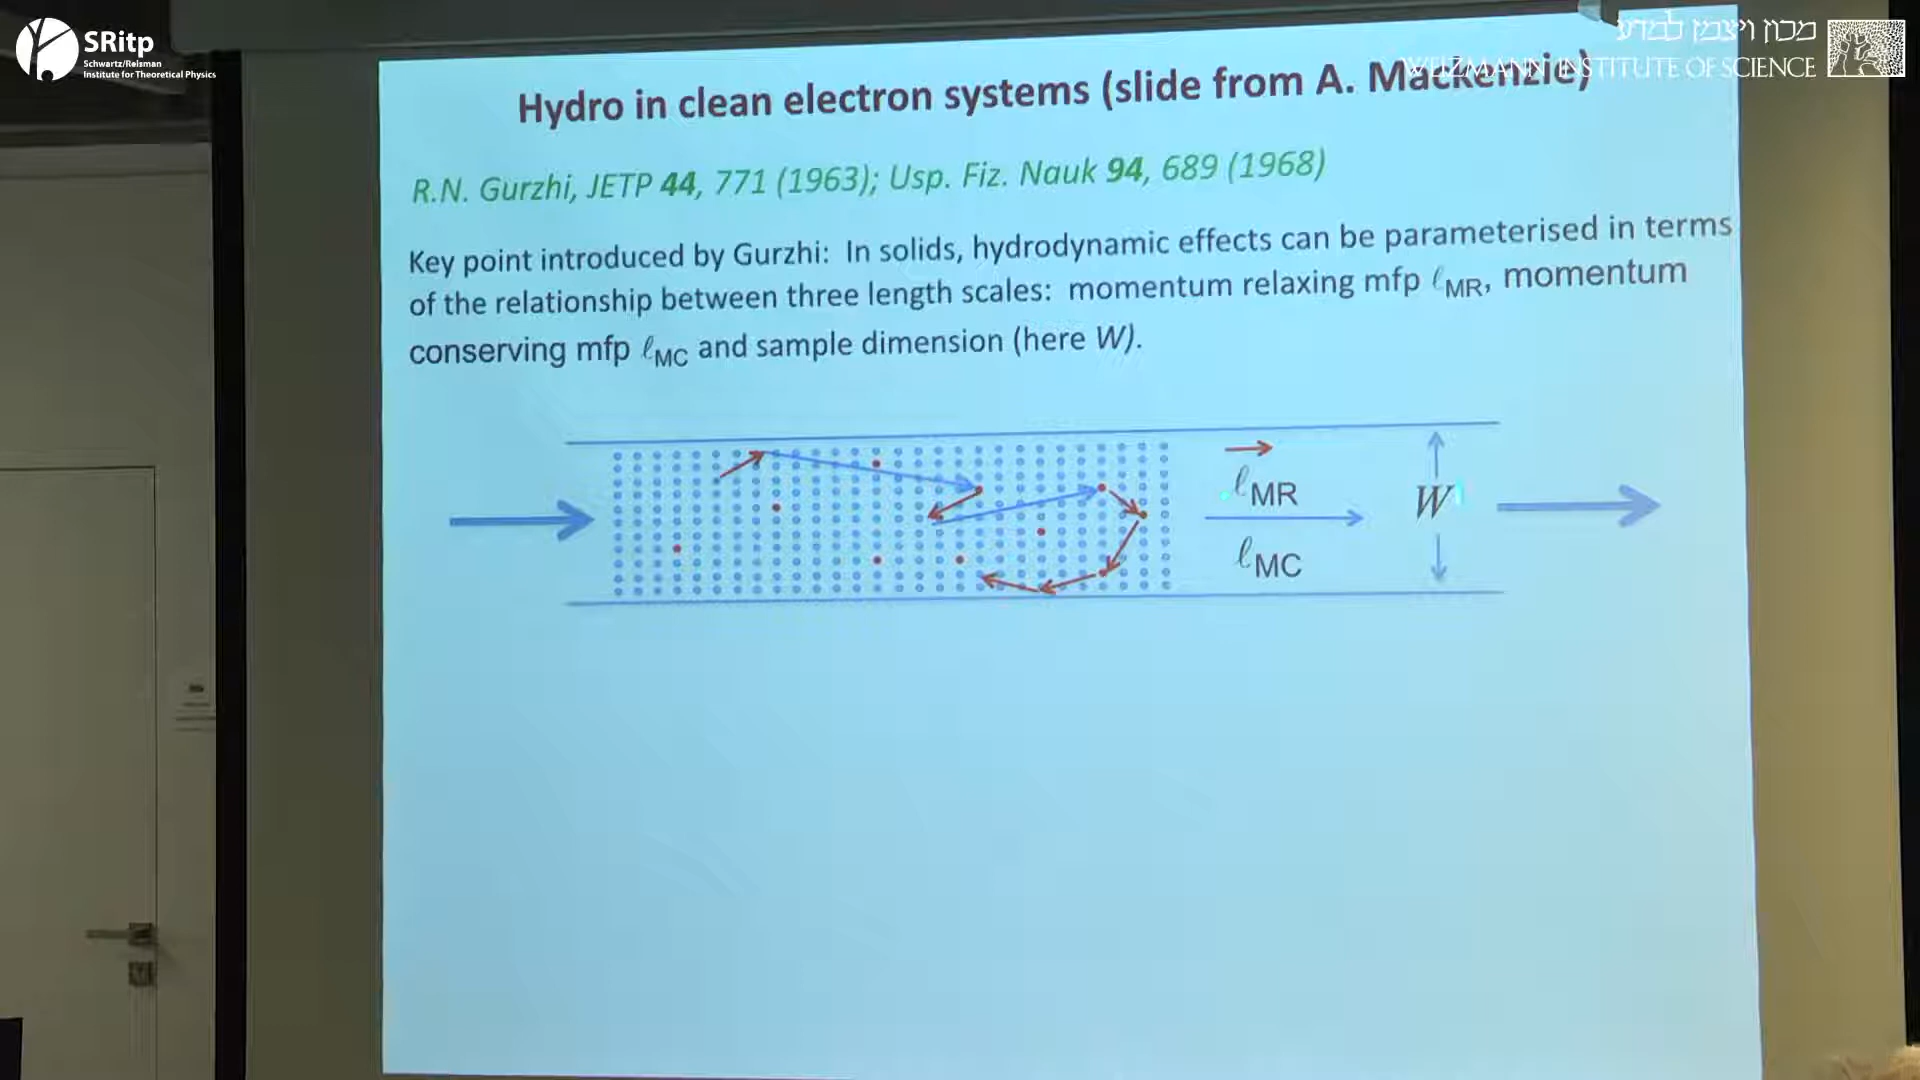 SRitp
Schwartz/Reisman
Institute for Theoretical Physics
מכון ויצמן למדע
WEIZMANN INSTITUTE OF SCIENCE
Hydro in clean electron systems (slide from A. Mackenzie)
R.N. Gurzhi, JETP 44, 771 (1963); Usp. Fiz. Nauk 94, 689 (1968)
Key point introduced by Gurzhi: In solids, hydrodynamic effects can be parameterised in terms
of the relationship between three length scales: momentum relaxing mfp ℓMR, momentum
conserving mfp ℓMC and sample dimension (here W).
ℓMR
W
ℓMC